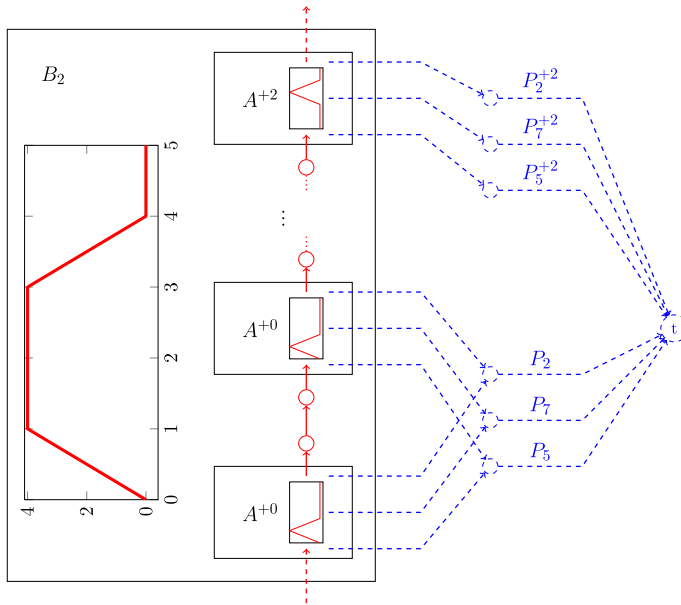 B_2
A^{+2}
P_2^{+2}
P_7^{+2}
P_5^{+2}
...
A^{+0}
A^{+0}
P_2
P_7
P_5
t
0 1 2 3 4 5
0 2 4